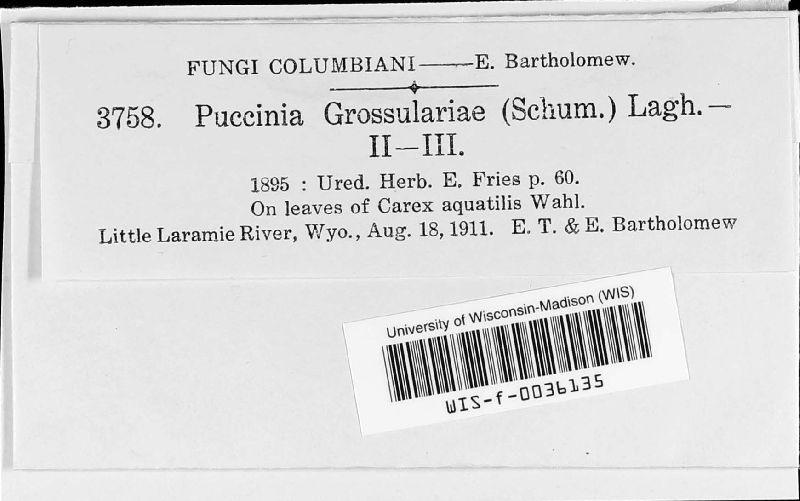 FUNGI COLUMBIANI——E. Bartholomew.
3758. Puccinia Grossulariae (Schum.) Lagh.—
II—III.
1895 : Ured. Herb. E. Fries p. 60.
On leaves of Carex aquatilis Wahl.
Little Laramie River, Wyo., Aug. 18, 1911. E. T. & E. Bartholomew
University of Wisconsin-Madison (WIS)
WIS-f-0036135